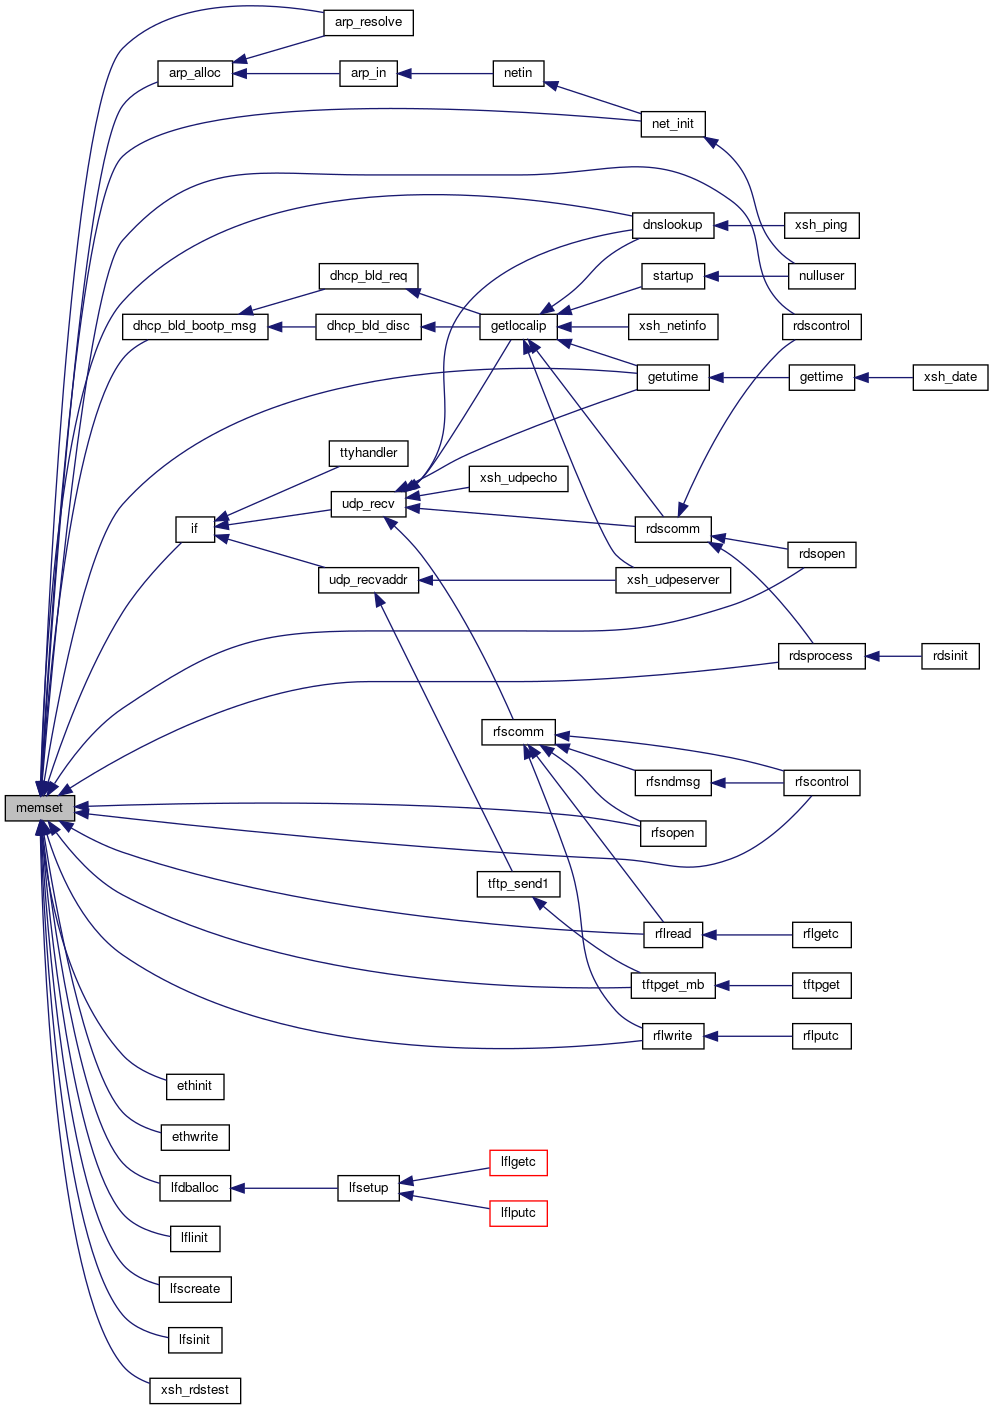 arp_resolve
arp_alloc
arp_in
netin
net_init
dnslookup
xsh_ping
dhcp_bld_req
startup
nulluser
dhcp_bld_bootp_msg
dhcp_bld_disc
getlocalip
xsh_netinfo
rdscontrol
getutime
gettime
xsh_date
ttyhandler
xsh_udpecho
udp_recv
if
rdscomm
rdsopen
udp_recvaddr
xsh_udpeserver
rdsprocess
rdsinit
rfscomm
rfsndmsg
rfscontrol
memset
rfsopen
tftp_send1
rflread
rflgetc
tftpget_mb
tftpget
rflwrite
rflputc
ethinit
ethwrite
lflgetc
lfdballoc
lfsetup
lflputc
lflinit
lfscreate
lfsinit
xsh_rdstest